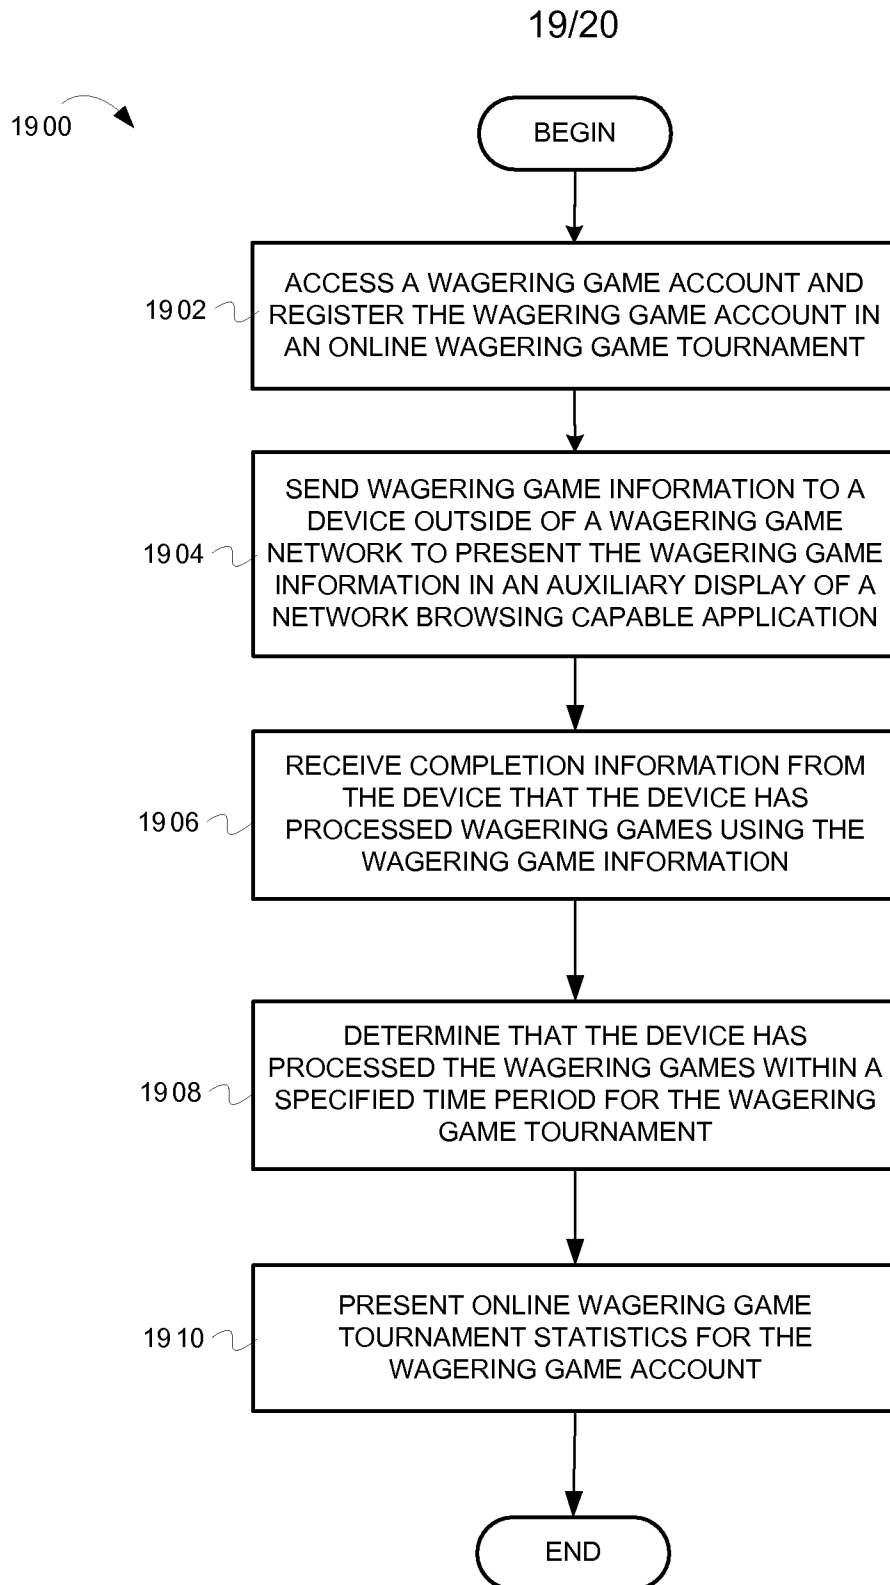 19/20
1900
BEGIN
1902
ACCESS A WAGERING GAME ACCOUNT AND
REGISTER THE WAGERING GAME ACCOUNT IN
AN ONLINE WAGERING GAME TOURNAMENT
1904
SEND WAGERING GAME INFORMATION TO A
DEVICE OUTSIDE OF A WAGERING GAME
NETWORK TO PRESENT THE WAGERING GAME
INFORMATION IN AN AUXILIARY DISPLAY OF A
NETWORK BROWSING CAPABLE APPLICATION
1906
RECEIVE COMPLETION INFORMATION FROM
THE DEVICE THAT THE DEVICE HAS
PROCESSED WAGERING GAMES USING THE
WAGERING GAME INFORMATION
1908
DETERMINE THAT THE DEVICE HAS
PROCESSED THE WAGERING GAMES WITHIN A
SPECIFIED TIME PERIOD FOR THE WAGERING
GAME TOURNAMENT
1910
PRESENT ONLINE WAGERING GAME
TOURNAMENT STATISTICS FOR THE
WAGERING GAME ACCOUNT
END